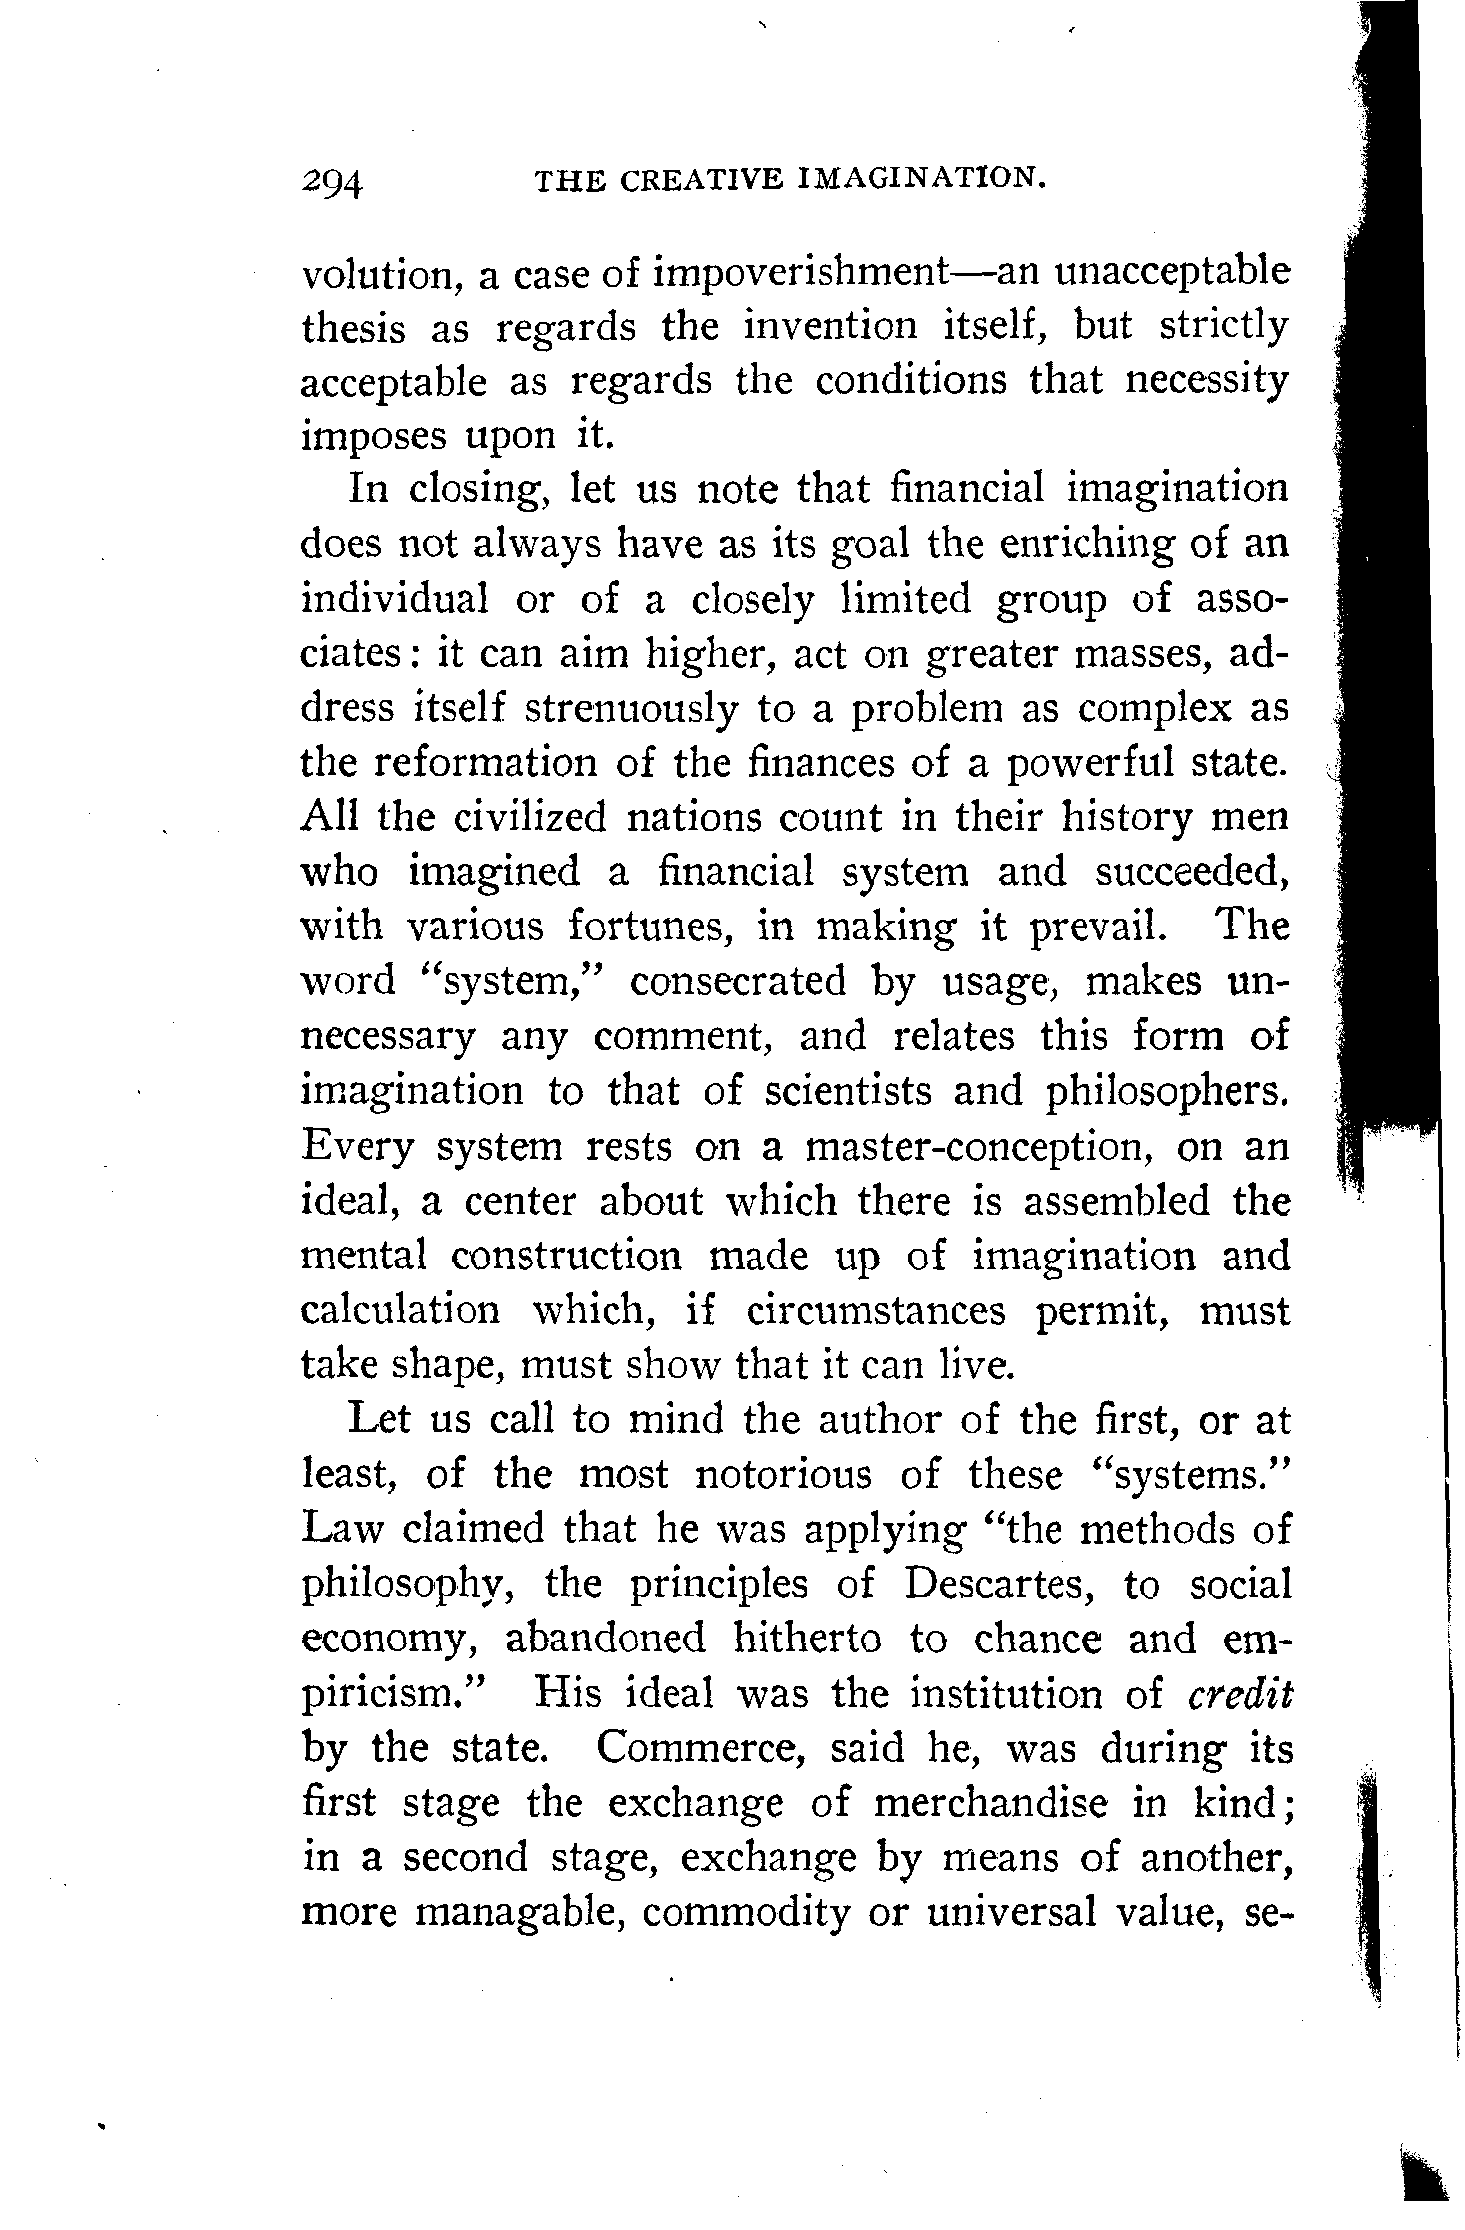 294 THE CREATIVE IMAGINATION.
volution, a case of impoverishment—an unacceptable
thesis as regards the invention itself, but strictly
acceptable as regards the conditions that necessity
imposes upon it.
In closing, let us note that financial imagination
does not always have as its goal the enriching of an
individual or of a closely limited group of asso-
ciates: it can aim higher, act on greater masses, ad-
dress itself strenuously to a problem as complex as
the reformation of the finances of a powerful state.
All the civilized nations count in their history men
who imagined a financial system and succeeded,
with various fortunes, in making it prevail. The
word “system,” consecrated by usage, makes un-
necessary any comment, and relates this form of
imagination to that of scientists and philosophers.
Every system rests on a master-conception, on an
ideal, a center about which there is assembled the
mental construction made up of imagination and
calculation which, if circumstances permit, must
take shape, must show that it can live.
Let us call to mind the author of the first, or at
least, of the most notorious of these “systems.”
Law claimed that he was applying “the methods of
philosophy, the principles of Descartes, to social
economy, abandoned hitherto to chance and em-
piricism.” His ideal was the institution of credit
by the state. Commerce, said he, was during its
first stage the exchange of merchandise in kind;
in a second stage, exchange by means of another,
more managable, commodity or universal value, se-